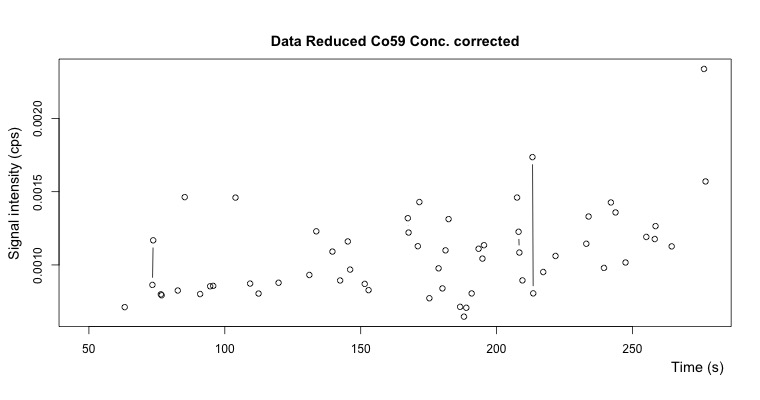 Data Reduced Co59 Conc. corrected
Signal intensity (cps)
0.0020
0.0015
0.0010
50 100 150 200 250
Time (s)